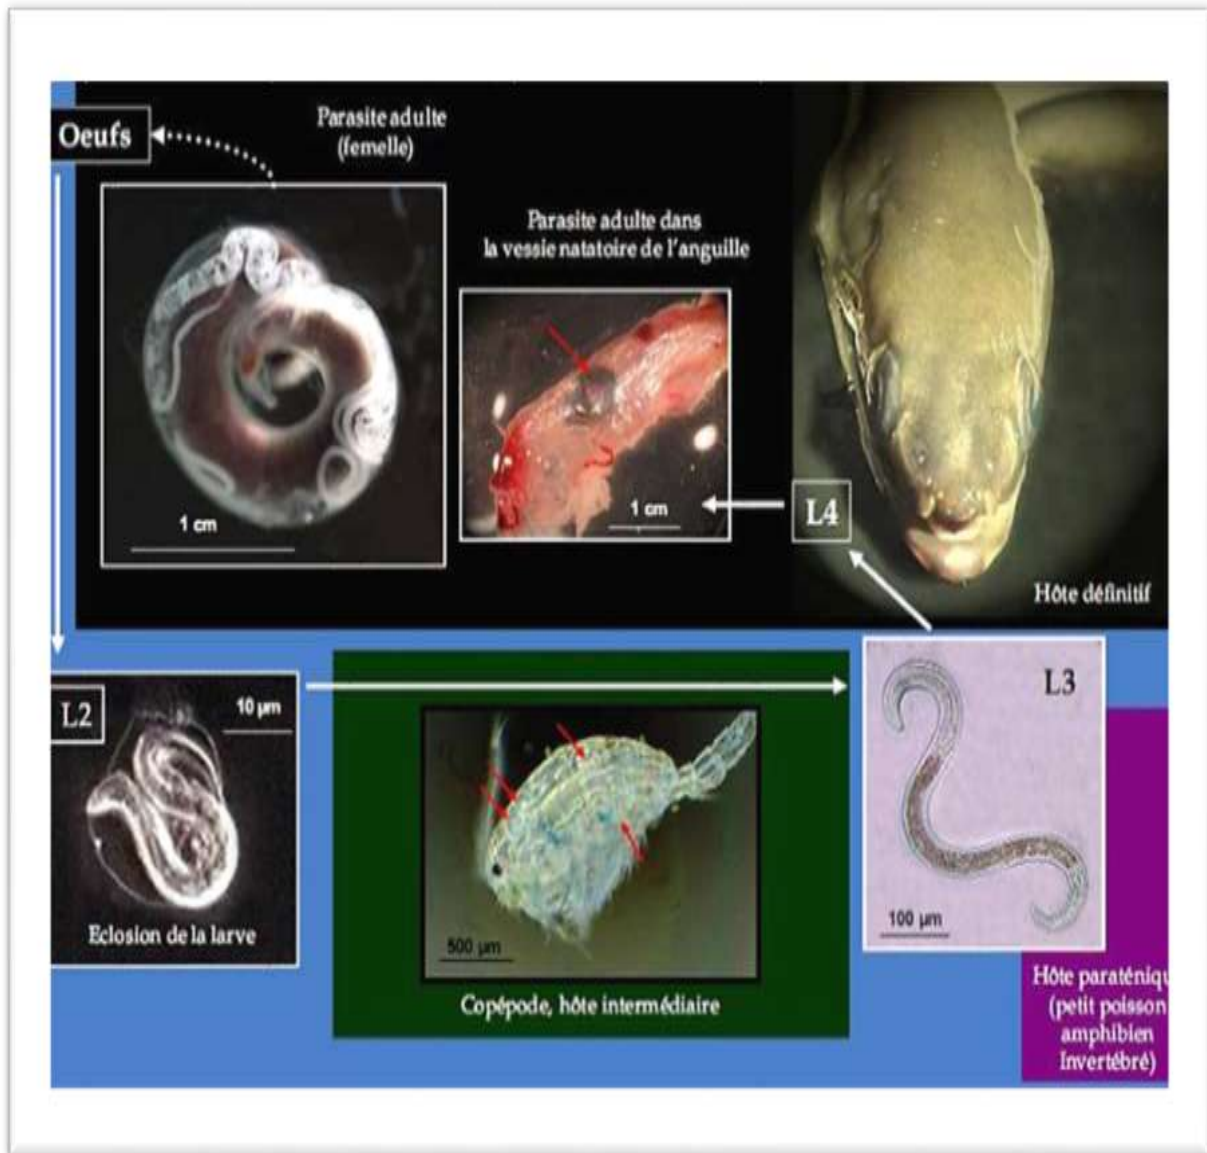 Oeufs
Parasite adulte
(femelle)
1 cm
Parasite adulte dans
la vessie natatoire de l'anguille
1 cm
L4
Hôte définitif
L2
10 µm
Eclosion de la larve
500 µm
Copépode, hôte intermédiaire
L3
100 µm
Hôte paraténiqu
(petit poisson
amphibien
Invertébré)